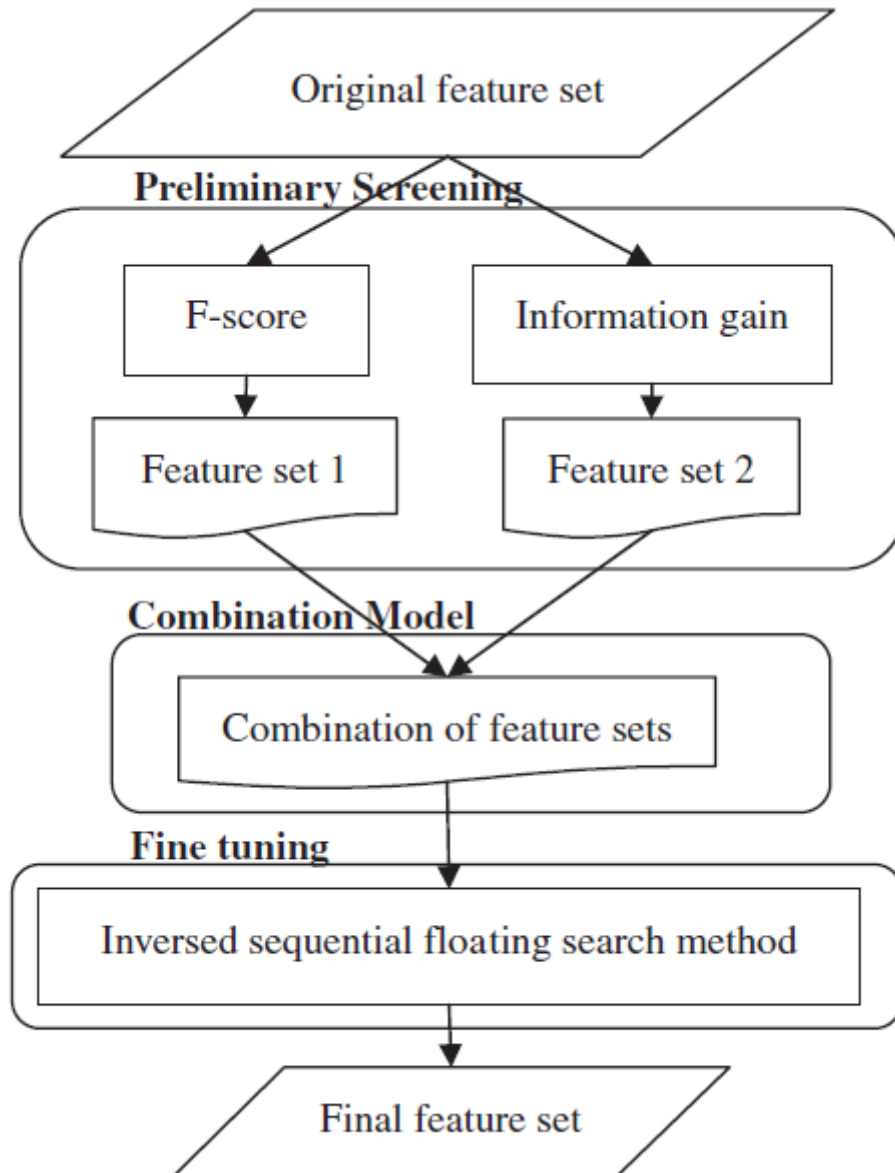 Original feature set
Preliminary Screening
F-score
Information gain
Feature set 1
Feature set 2
Combination Model
Combination of feature sets
Fine tuning
Inversed sequential floating search method
Final feature set